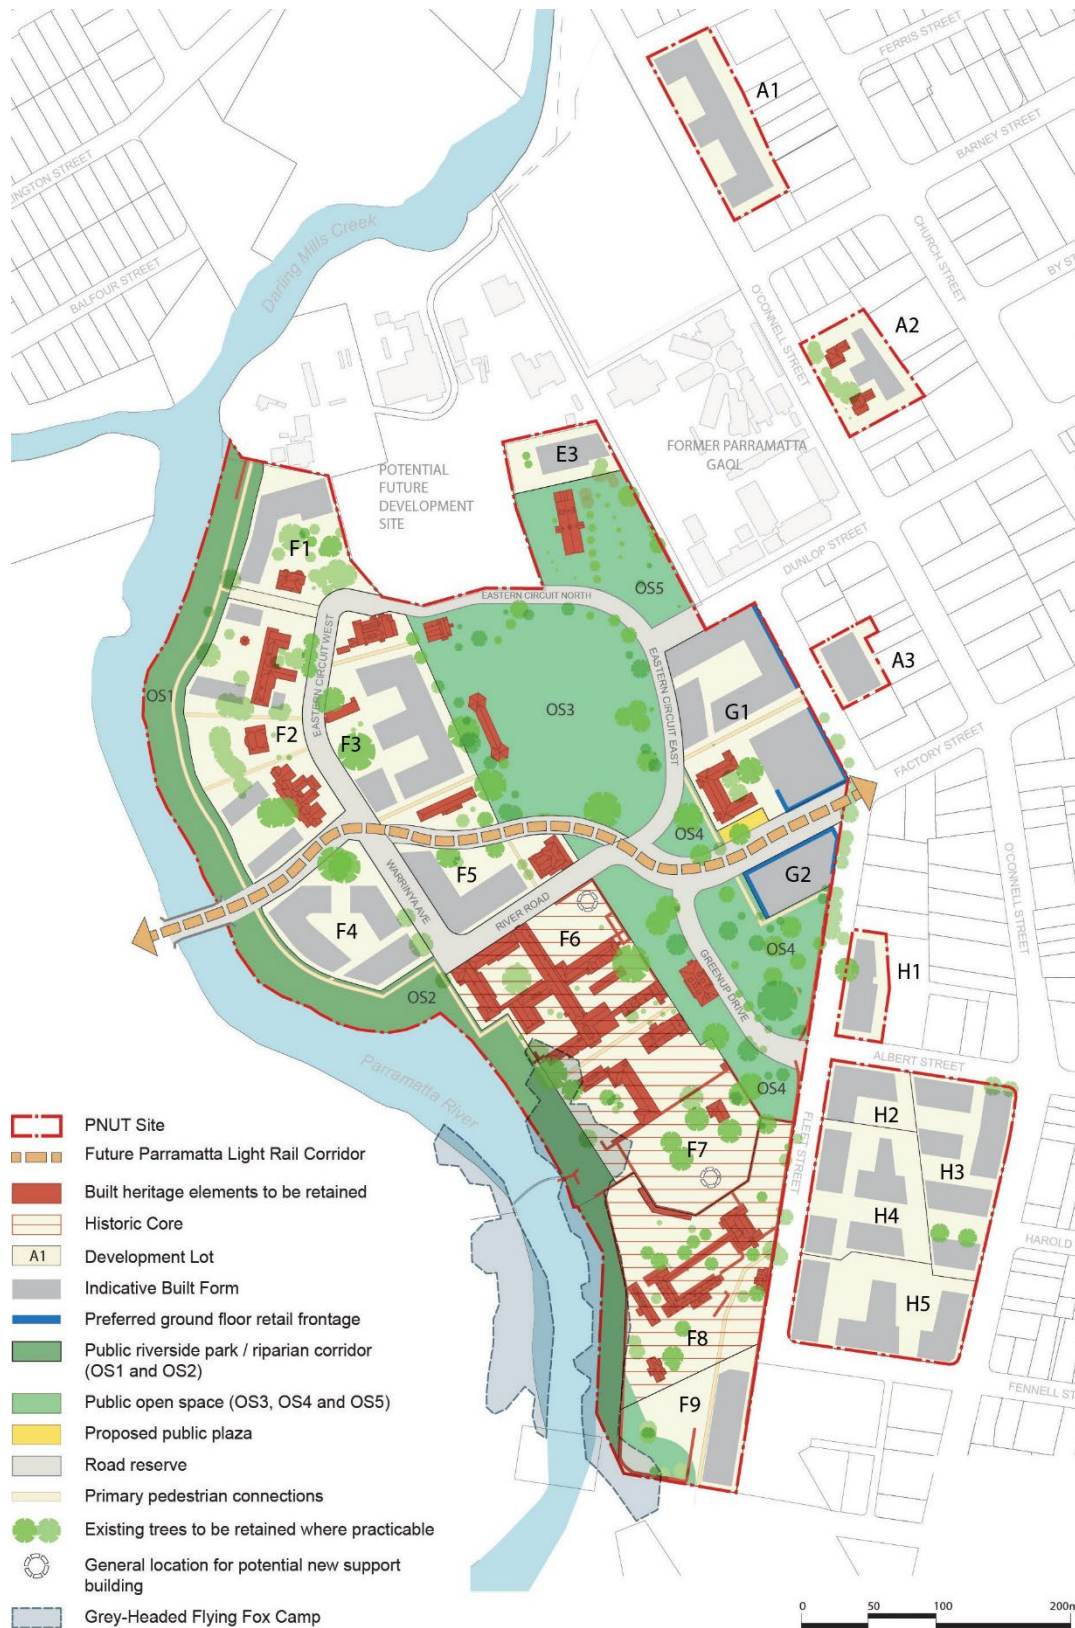 FERRIS STREET
A1
BARNEY STREET
INGTON STREET
Darling Mills Creek
CHURCH STREET
BALFOUR STREET
BY ST
O'CONNELL STREET
A2
E3
FORMER PARRAMATTA
GAOL
POTENTIAL
FUTURE
DEVELOPMENT
SITE
DUNLOP STREET
F1
OS5
EASTERN CIRCUIT NORTH
A3
EASTERN CIRCUIT WEST
EASTERN CIRCUIT EAST
OS1
OS3
G1
F2
F3
FACTORY STREET
OS4
O'CONNELL STREET
WARRINYA AVE
F5
G2
RIVER ROAD
F4
F6
GREENUP DRIVE
OS4
H1
OS2
ALBERT STREET
Parramatta River
OS4
FLEET STREET
H2
F7
H3
H4
HAROLD
H5
F8
FENNELL ST
F9
PNUT Site
Future Parramatta Light Rail Corridor
Built heritage elements to be retained
Historic Core
A1 Development Lot
Indicative Built Form
Preferred ground floor retail frontage
Public riverside park / riparian corridor
(OS1 and OS2)
Public open space (OS3, OS4 and OS5)
Proposed public plaza
Road reserve
Primary pedestrian connections
Existing trees to be retained where practicable
General location for potential new support
building
Grey-Headed Flying Fox Camp
0 50 100 200m